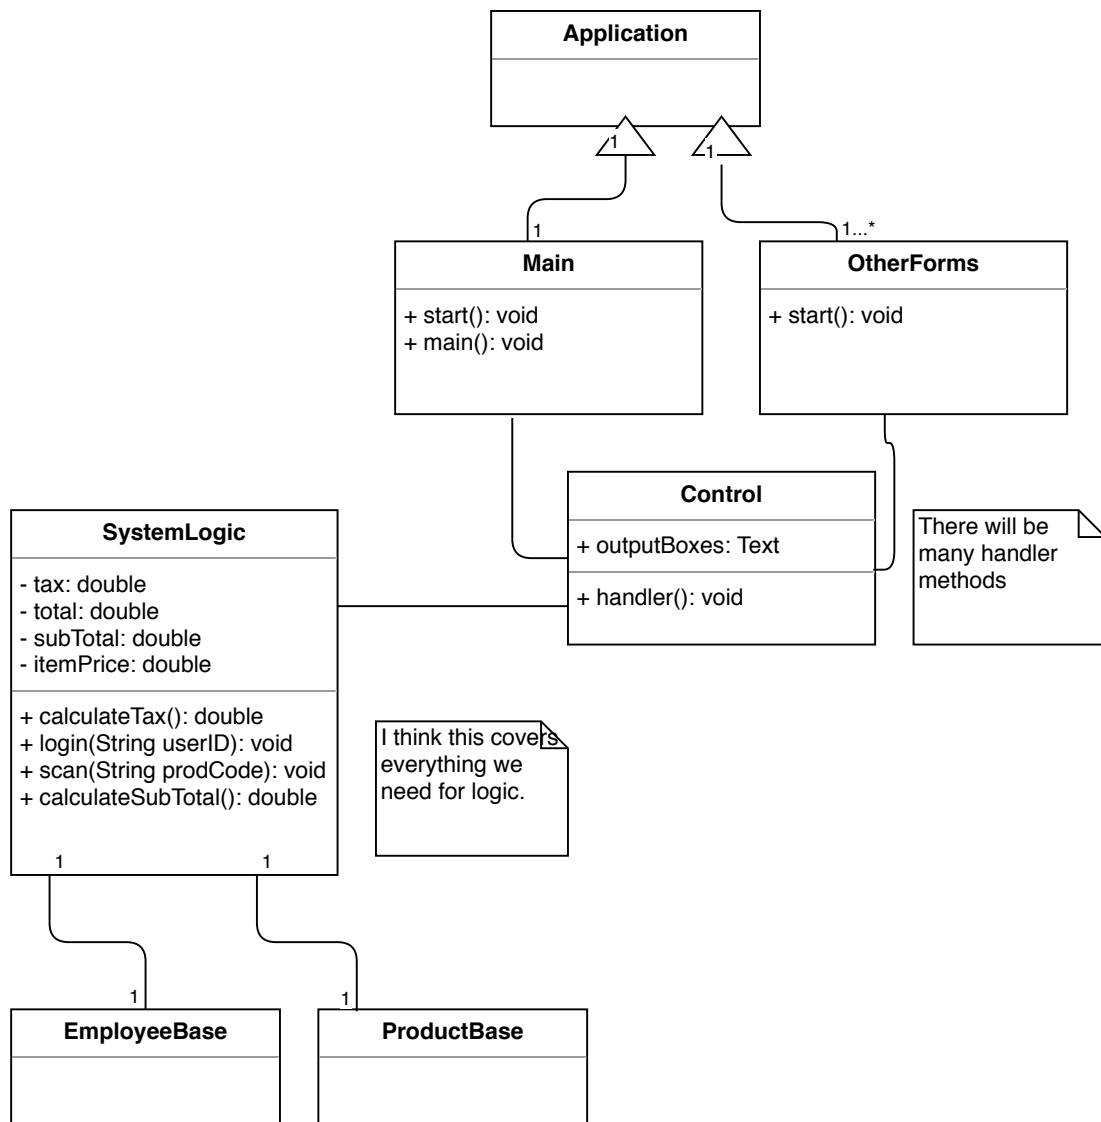 Application
1
1
1
1...*
Main
+ start(): void
+ main(): void
OtherForms
+ start(): void
Control
+ outputBoxes: Text
+ handler(): void
There will be
many handler
methods
SystemLogic
- tax: double
- total: double
- subTotal: double
- itemPrice: double
+ calculateTax(): double
+ login(String userID): void
+ scan(String prodCode): void
+ calculateSubTotal(): double
I think this covers
everything we
need for logic.
1
1
1
1
EmployeeBase
ProductBase